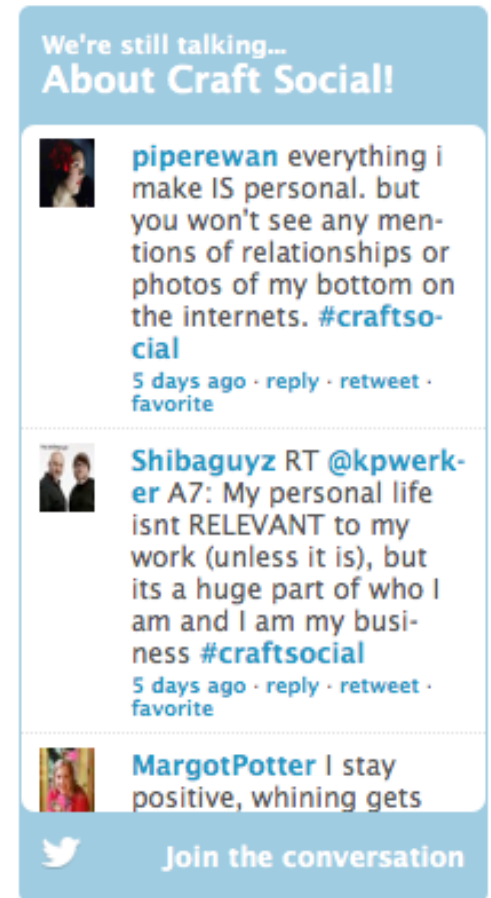 We're still talking...
About Craft Social!
piperewan everything i
make IS personal. but
you won't see any men-
tions of relationships or
photos of my bottom on
the internets. #craftso-
cial
5 days ago · reply · retweet ·
favorite
Shibaguyz RT @kpwerk-
er A7: My personal life
isnt RELEVANT to my
work (unless it is), but
its a huge part of who I
am and I am my busi-
ness #craftsocial
5 days ago · reply · retweet ·
favorite
MargotPotter I stay
positive, whining gets
Join the conversation